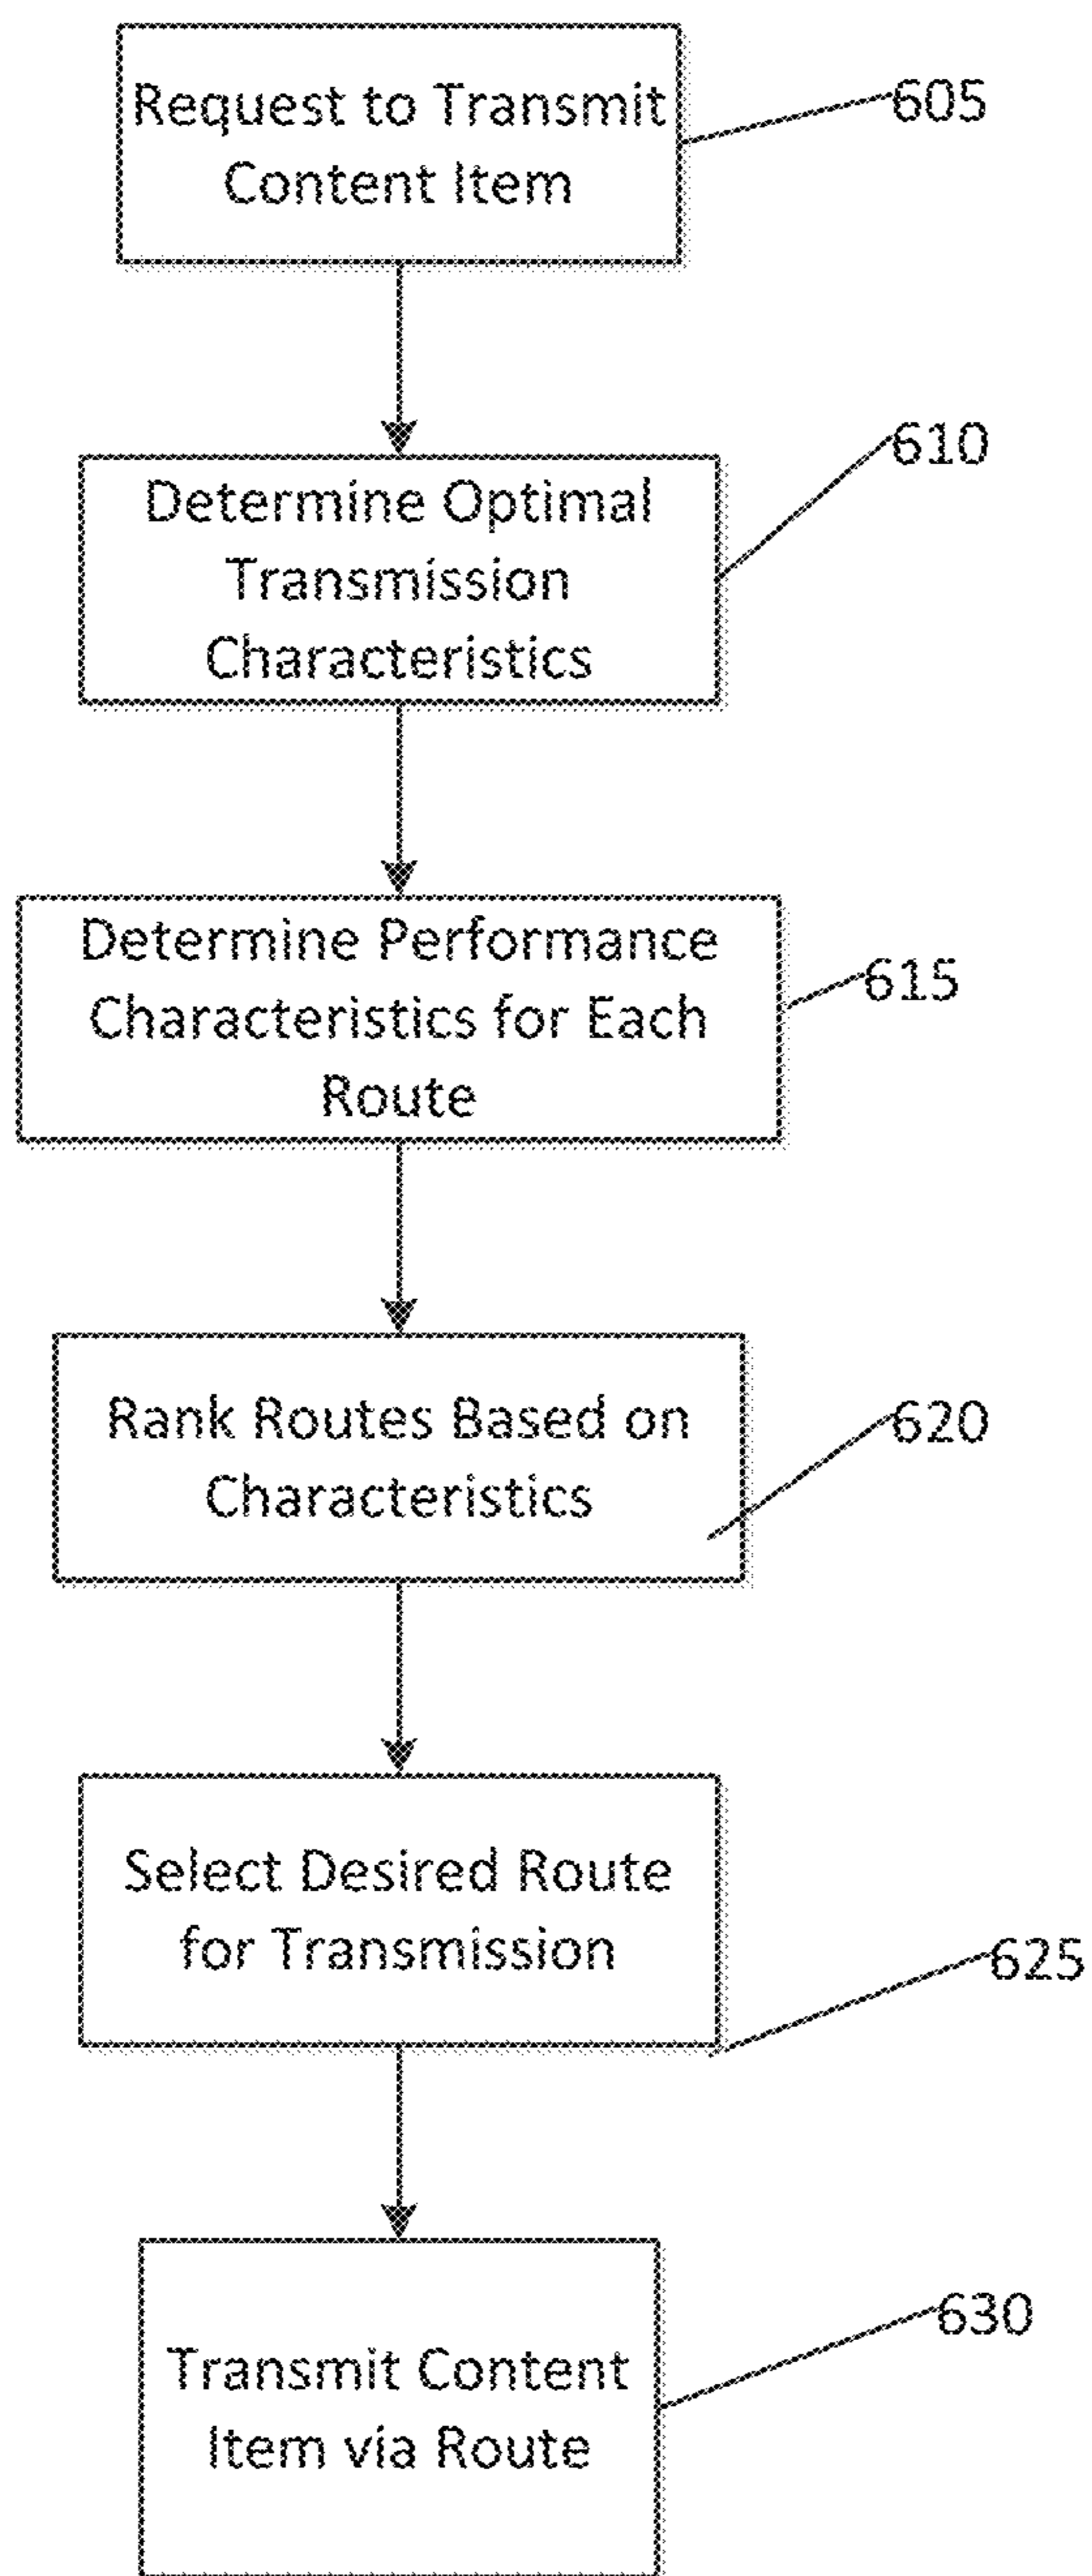 Request to Transmit
Content Item
605
Determine Optimal
Transmission
Characteristics
610
Determine Performance
Characteristics for Each
Route
615
Rank Routes Based on
Characteristics
620
Select Desired Route
for Transmission
625
Transmit Content
Item via Route
630